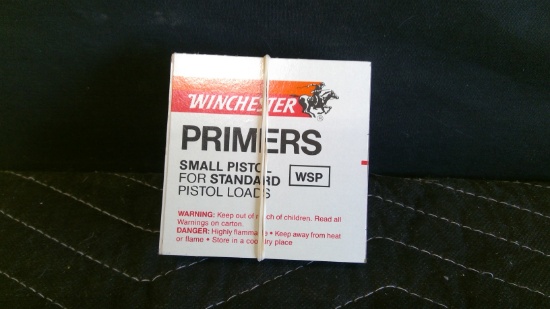 WINCHESTER
PRIMERS
SMALL PISTOL
FOR STANDARD
PISTOL LOADS
WSP
WARNING: Keep out of reach of children. Read all
Warnings on carton.
DANGER: Highly flammable • Keep away from heat
or flame • Store in a cool dry place